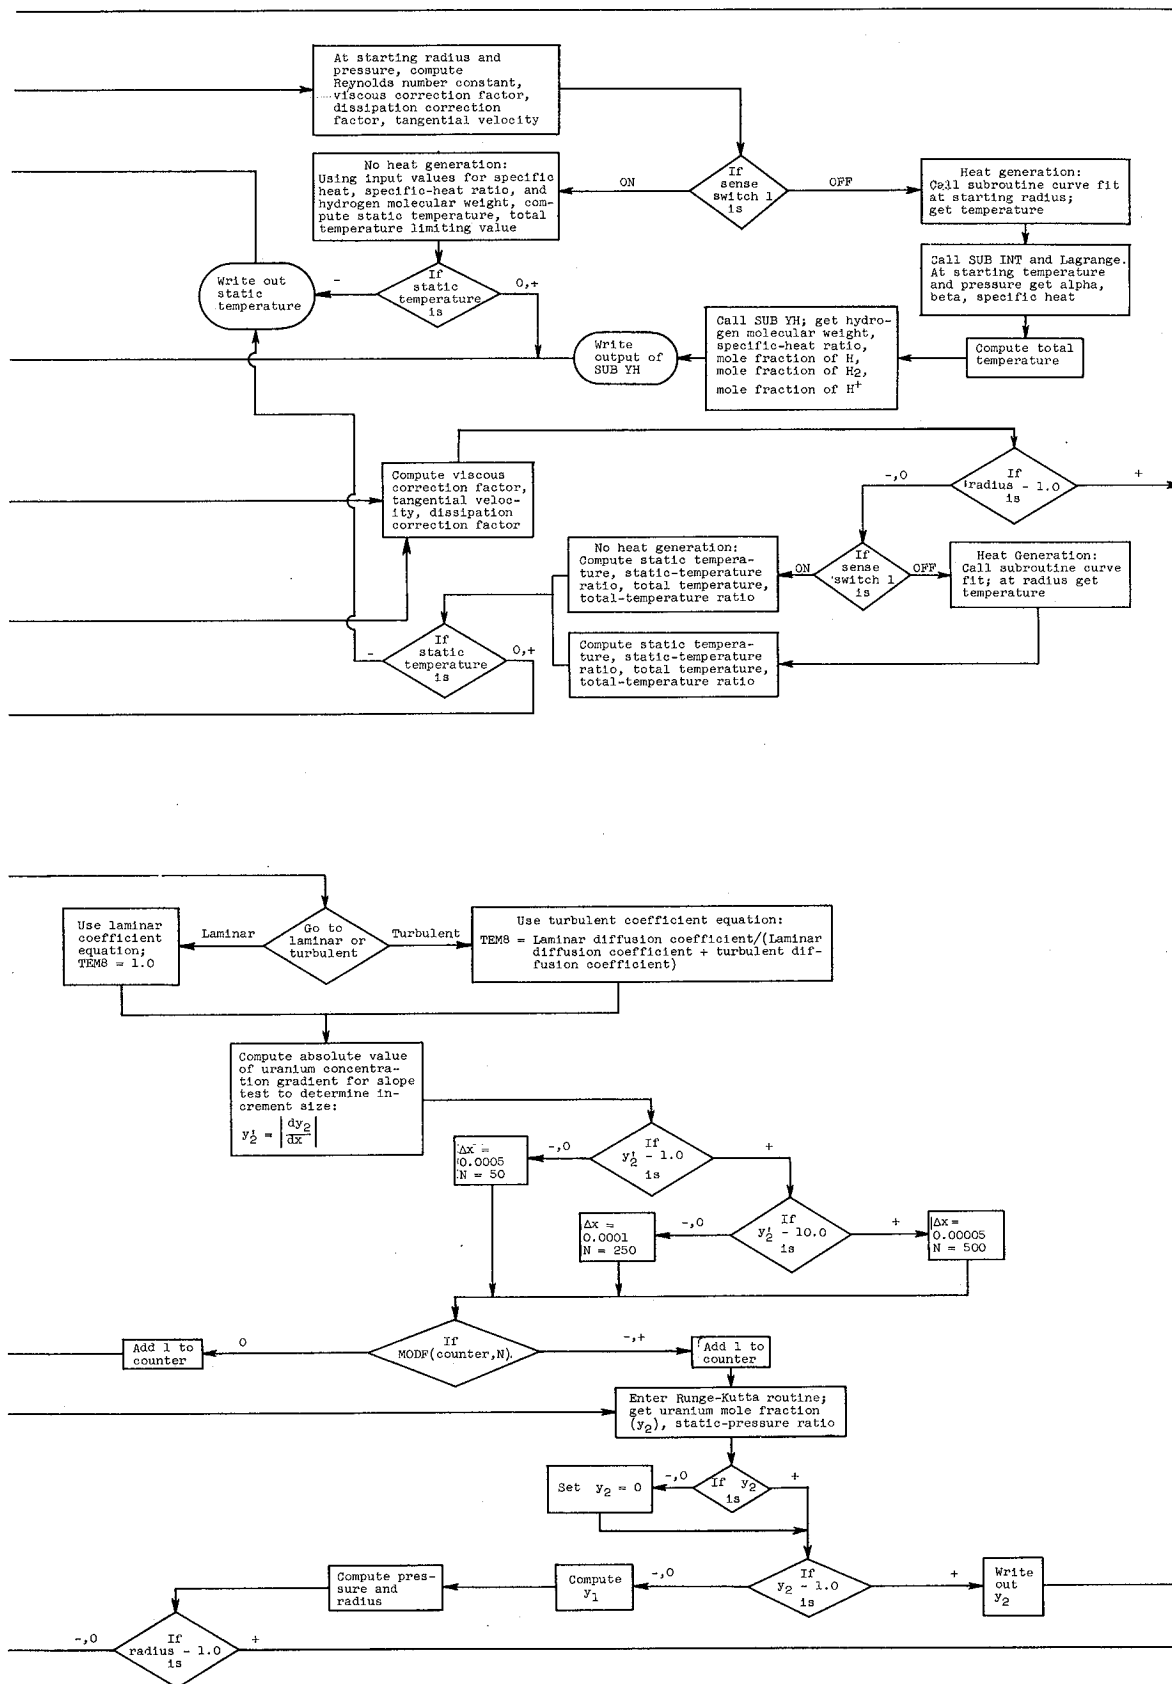 At starting radius and
pressure, compute
Reynolds number constant,
viscous correction factor,
dissipation correction
factor, tangential velocity
No heat generation:
Using input values for specific
heat, specific-heat ratio, and
hydrogen molecular weight, com-
pute static temperature, total
temperature limiting value
ON
If
sense
switch 1
is
OFF
Heat generation:
Call subroutine curve fit
at starting radius;
get temperature
Write out
static
temperature
-
If
static
temperature
is
0,+
Call SUB INT and Lagrange.
At starting temperature
and pressure get alpha,
beta, specific heat
Write
output of
SUB YH
Call SUB YH; get hydro-
gen molecular weight,
specific-heat ratio,
mole fraction of H,
mole fraction of H2,
mole fraction of H+
Compute total
temperature
Compute viscous
correction factor,
tangential veloc-
ity, dissipation
correction factor
-,0
If
radius - 1.0
is
+
No heat generation:
Compute static tempera-
ture, static-temperature
ratio, total temperature,
total-temperature ratio
ON
If
sense
switch 1
is
OFF
Heat Generation:
Call subroutine curve
fit; at radius get
temperature
-
If
static
temperature
is
0,+
Compute static tempera-
ture, static-temperature
ratio, total temperature,
total-temperature ratio
Use laminar
coefficient
equation;
TEM8 = 1.0
Laminar
Go to
laminar or
turbulent
Turbulent
Use turbulent coefficient equation:
TEM8 = Laminar diffusion coefficient/(Laminar
diffusion coefficient + turbulent dif-
fusion coefficient)
Compute absolute value
of uranium concentra-
tion gradient for slope
test to determine in-
crement size:
y₂' = |dy₂/dx|
Δx =
0.0005
N = 50
-,0
If
y₂' - 1.0
is
+
Δx =
0.0001
N = 250
-,0
If
y₂' - 10.0
is
+
Δx =
0.00005
N = 500
Add 1 to
counter
0
If
MODF(counter,N).
-,+
Add 1 to
counter
Enter Runge-Kutta routine;
get uranium mole fraction
(y₂), static-pressure ratio
Set y₂ = 0
-,0
If y₂
is
+
Compute pres-
sure and
radius
Compute
y₁
-,0
If
y₂ - 1.0
is
+
Write
out
y₂
-,0
If
radius - 1.0
is
+